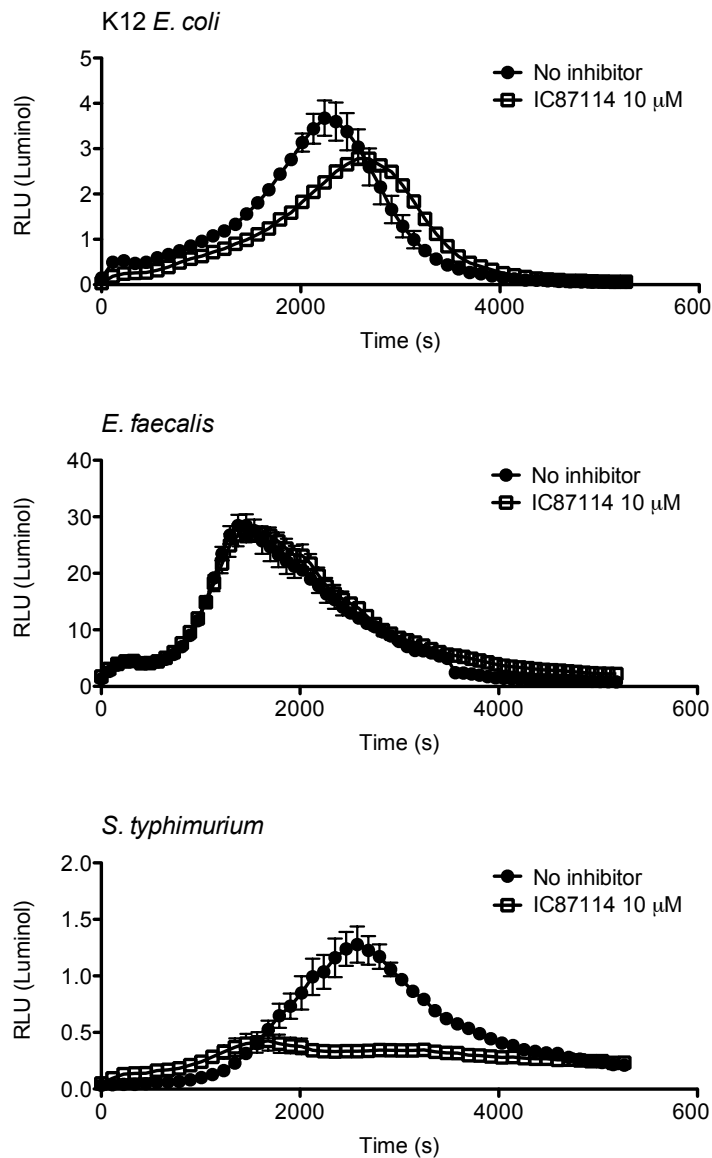 K12 E. coli
5
4
3
2
1
0
RLU (Luminol)
No inhibitor
IC87114 10 μM
0 2000 4000 600
Time (s)
E. faecalis
40
30
20
10
0
RLU (Luminol)
No inhibitor
IC87114 10 μM
0 2000 4000 600
Time (s)
S. typhimurium
2.0
1.5
1.0
0.5
0.0
RLU (Luminol)
No inhibitor
IC87114 10 μM
0 2000 4000 600
Time (s)